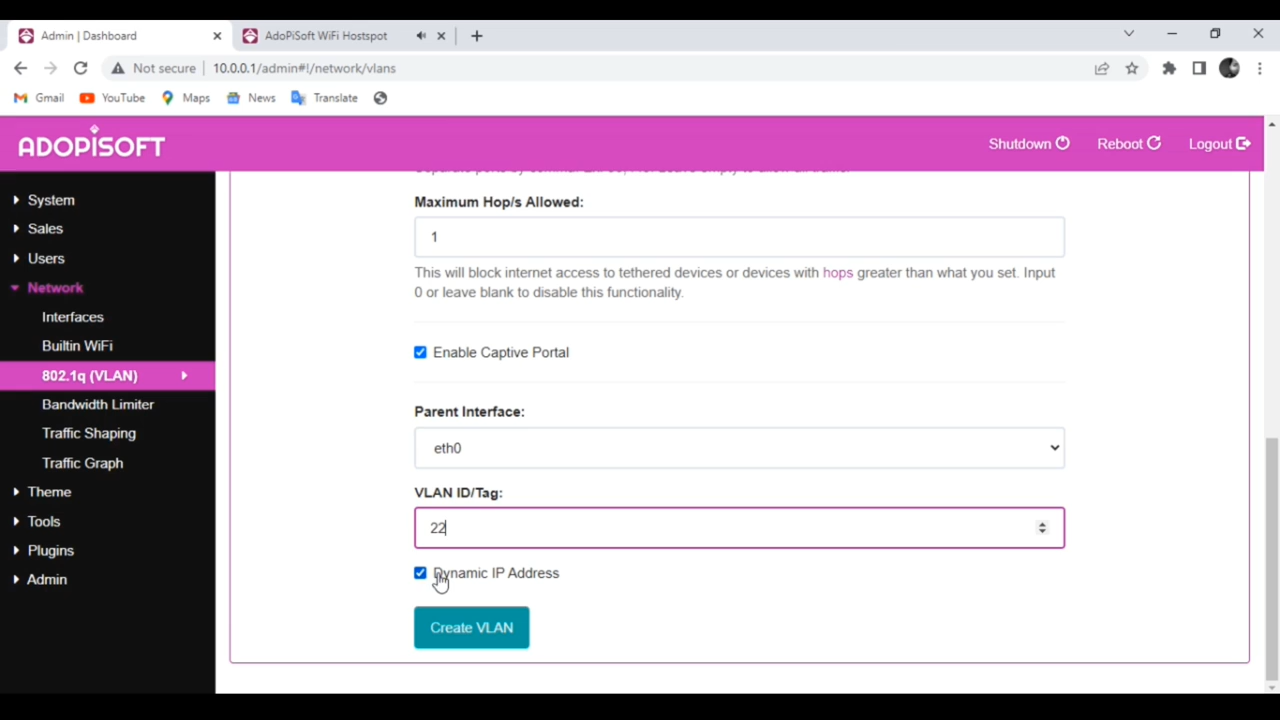 Admin | Dashboard
AdoPiSoft WiFi Hostspot
Not secure
10.0.0.1/admin#!/network/vlans
Gmail
YouTube
Maps
News
Translate
ADOPISOFT
Shutdown
Reboot
Logout
System
Sales
Users
Network
Interfaces
Builtin WiFi
802.1q (VLAN)
Bandwidth Limiter
Traffic Shaping
Traffic Graph
Theme
Tools
Plugins
Admin
Maximum Hop/s Allowed:
1
This will block internet access to tethered devices or devices with hops greater than what you set. Input
0 or leave blank to disable this functionality.
Enable Captive Portal
Parent Interface:
eth0
VLAN ID/Tag:
22
Dynamic IP Address
Create VLAN